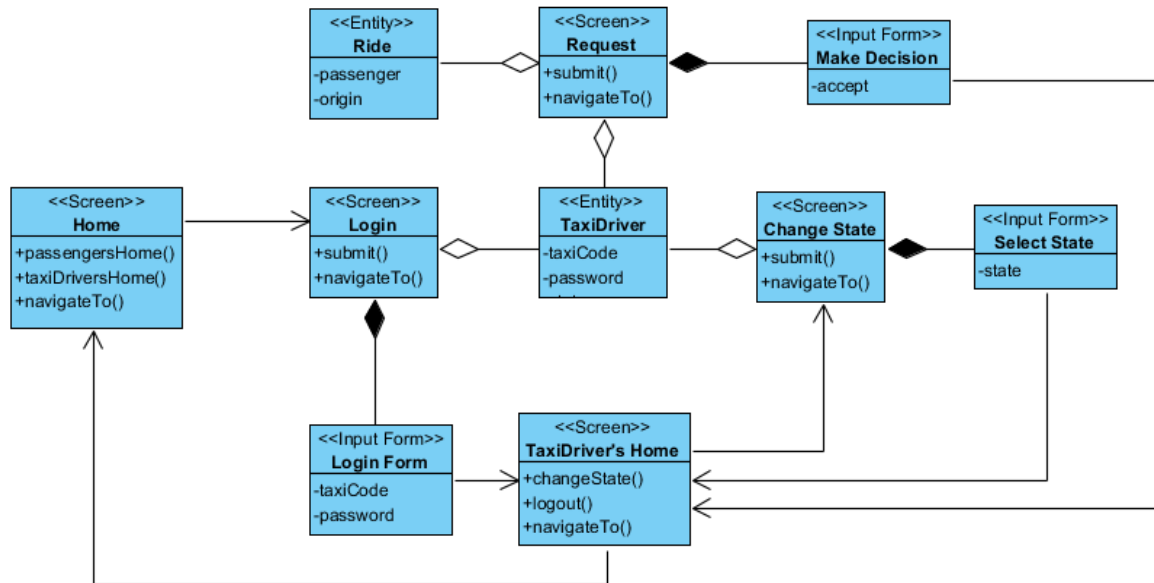 <<Entity>>
Ride
-passenger
-origin
<<Screen>>
Request
+submit()
+navigateTo()
<<Input Form>>
Make Decision
-accept
<<Screen>>
Home
+passengersHome()
+taxiDriversHome()
+navigateTo()
<<Screen>>
Login
+submit()
+navigateTo()
<<Entity>>
TaxiDriver
-taxiCode
-password
<<Screen>>
Change State
+submit()
+navigateTo()
<<Input Form>>
Select State
-state
<<Input Form>>
Login Form
-taxiCode
-password
<<Screen>>
TaxiDriver's Home
+changeState()
+logout()
+navigateTo()